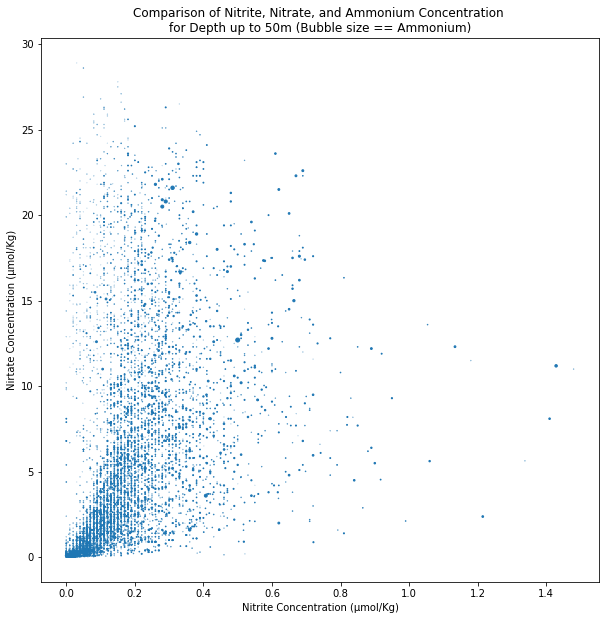 Comparison of Nitrite, Nitrate, and Ammonium Concentration
for Depth up to 50m (Bubble size == Ammonium)
30
25
20
15
10
5
0
Nirtate Concentration (µmol/Kg)
0.0 0.2 0.4 0.6 0.8 1.0 1.2 1.4
Nitrite Concentration (µmol/Kg)